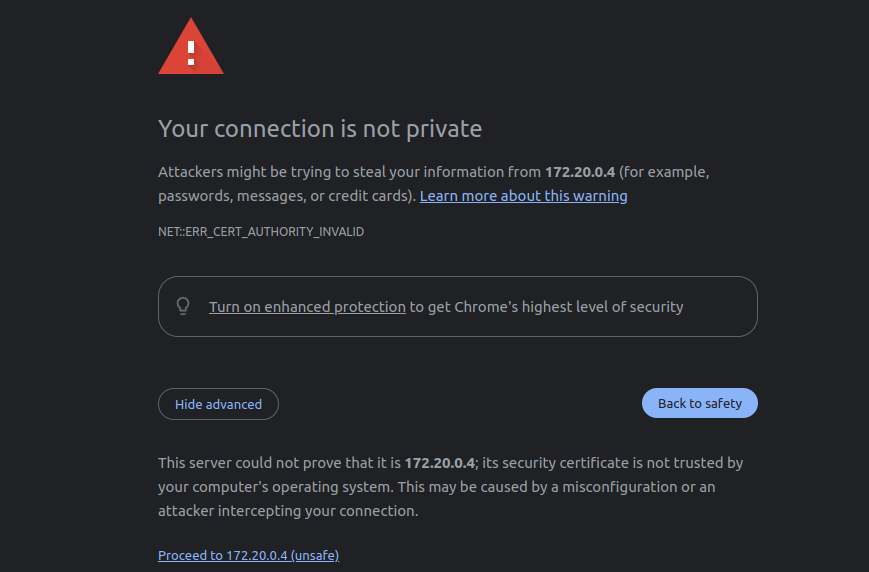 Your connection is not private
Attackers might be trying to steal your information from 172.20.0.4 (for example,
passwords, messages, or credit cards). Learn more about this warning
NET::ERR_CERT_AUTHORITY_INVALID
Turn on enhanced protection to get Chrome's highest level of security
Hide advanced
Back to safety
This server could not prove that it is 172.20.0.4; its security certificate is not trusted by
your computer's operating system. This may be caused by a misconfiguration or an
attacker intercepting your connection.
Proceed to 172.20.0.4 (unsafe)